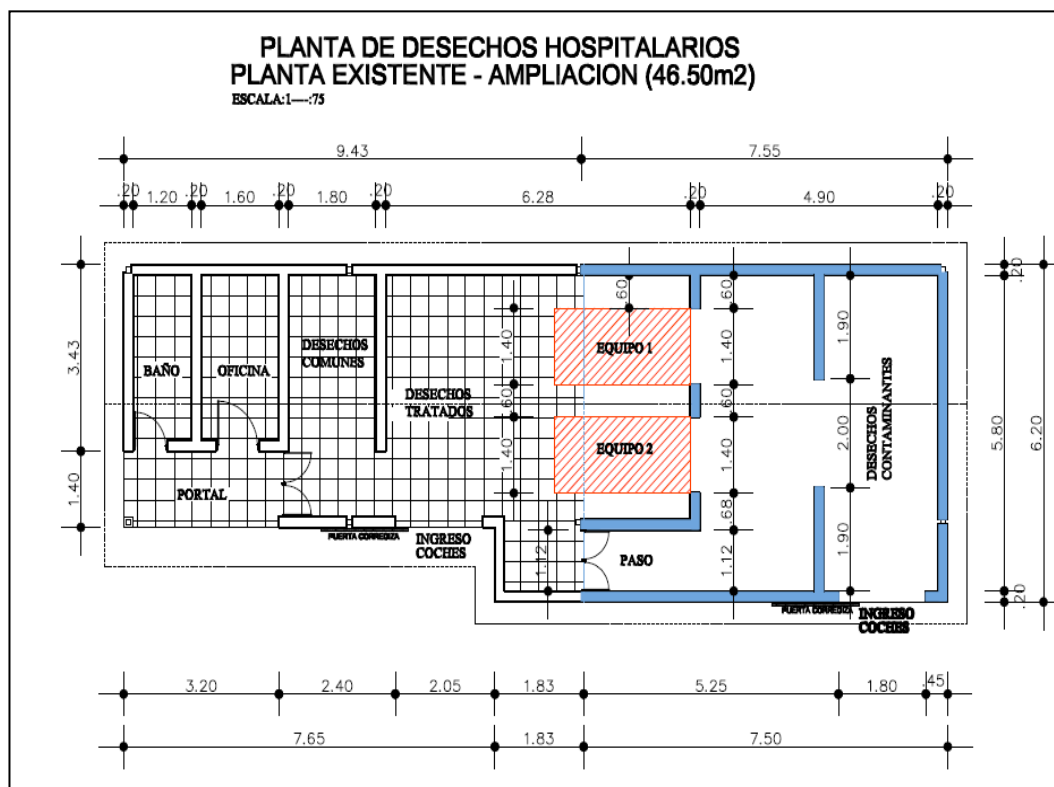 PLANTA DE DESECHOS HOSPITALARIOS
PLANTA EXISTENTE - AMPLIACION (46.50m2)
ESCALA:1----:75
9.43 7.55
.20 1.20 .20 1.60 .20 1.80 .20 6.28 .20 4.90 .20
3.43
1.40
BAÑO
OFICINA
DESECHOS
COMUNES
DESECHOS
TRATADOS
PORTAL
PUERTA CORREDIZA
INGRESO
COCHES
1.40
.60
1.40
1.12
.60
EQUIPO 1
EQUIPO 2
PASO
.60
1.40
.60
1.40
.68
1.12
1.90
2.00
1.90
DESECHOS
CONTAMINANTES
PUERTA CORREDIZA
INGRESO
COCHES
.20
5.80
.20
6.20
3.20 2.40 2.05 1.83 5.25 1.80 .45
7.65 1.83 7.50